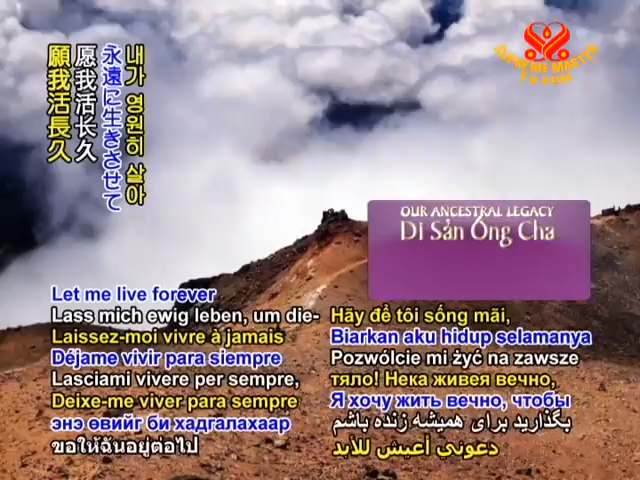 내가 영원히 살아
永遠に生きさせて
愿我活长久
願我活長久
SUPREME MASTER
TV.COM
OUR ANCESTRAL LEGACY
Di Sản Ông Cha
Let me live forever
Lass mich ewig leben, um die-
Laissez-moi vivre à jamais
Déjame vivir para siempre
Lasciami vivere per sempre,
Deixe-me viver para sempre
энэ өвийг би хадгалахаар
ขอให้ฉันอยู่ต่อไป
Hãy để tôi sống mãi,
Biarkan aku hidup selamanya
Pozwólcie mi żyć na zawsze
тяло! Нека живея вечно,
Я хочу жить вечно, чтобы
بگذارید برای همیشه زنده باشم
دعوني أعيش للأبد